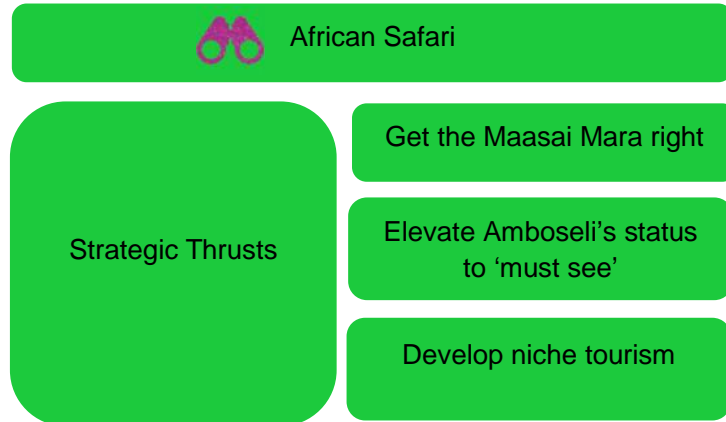 African Safari
Strategic Thrusts
Get the Maasai Mara right
Elevate Amboseli’s status
to ‘must see’
Develop niche tourism